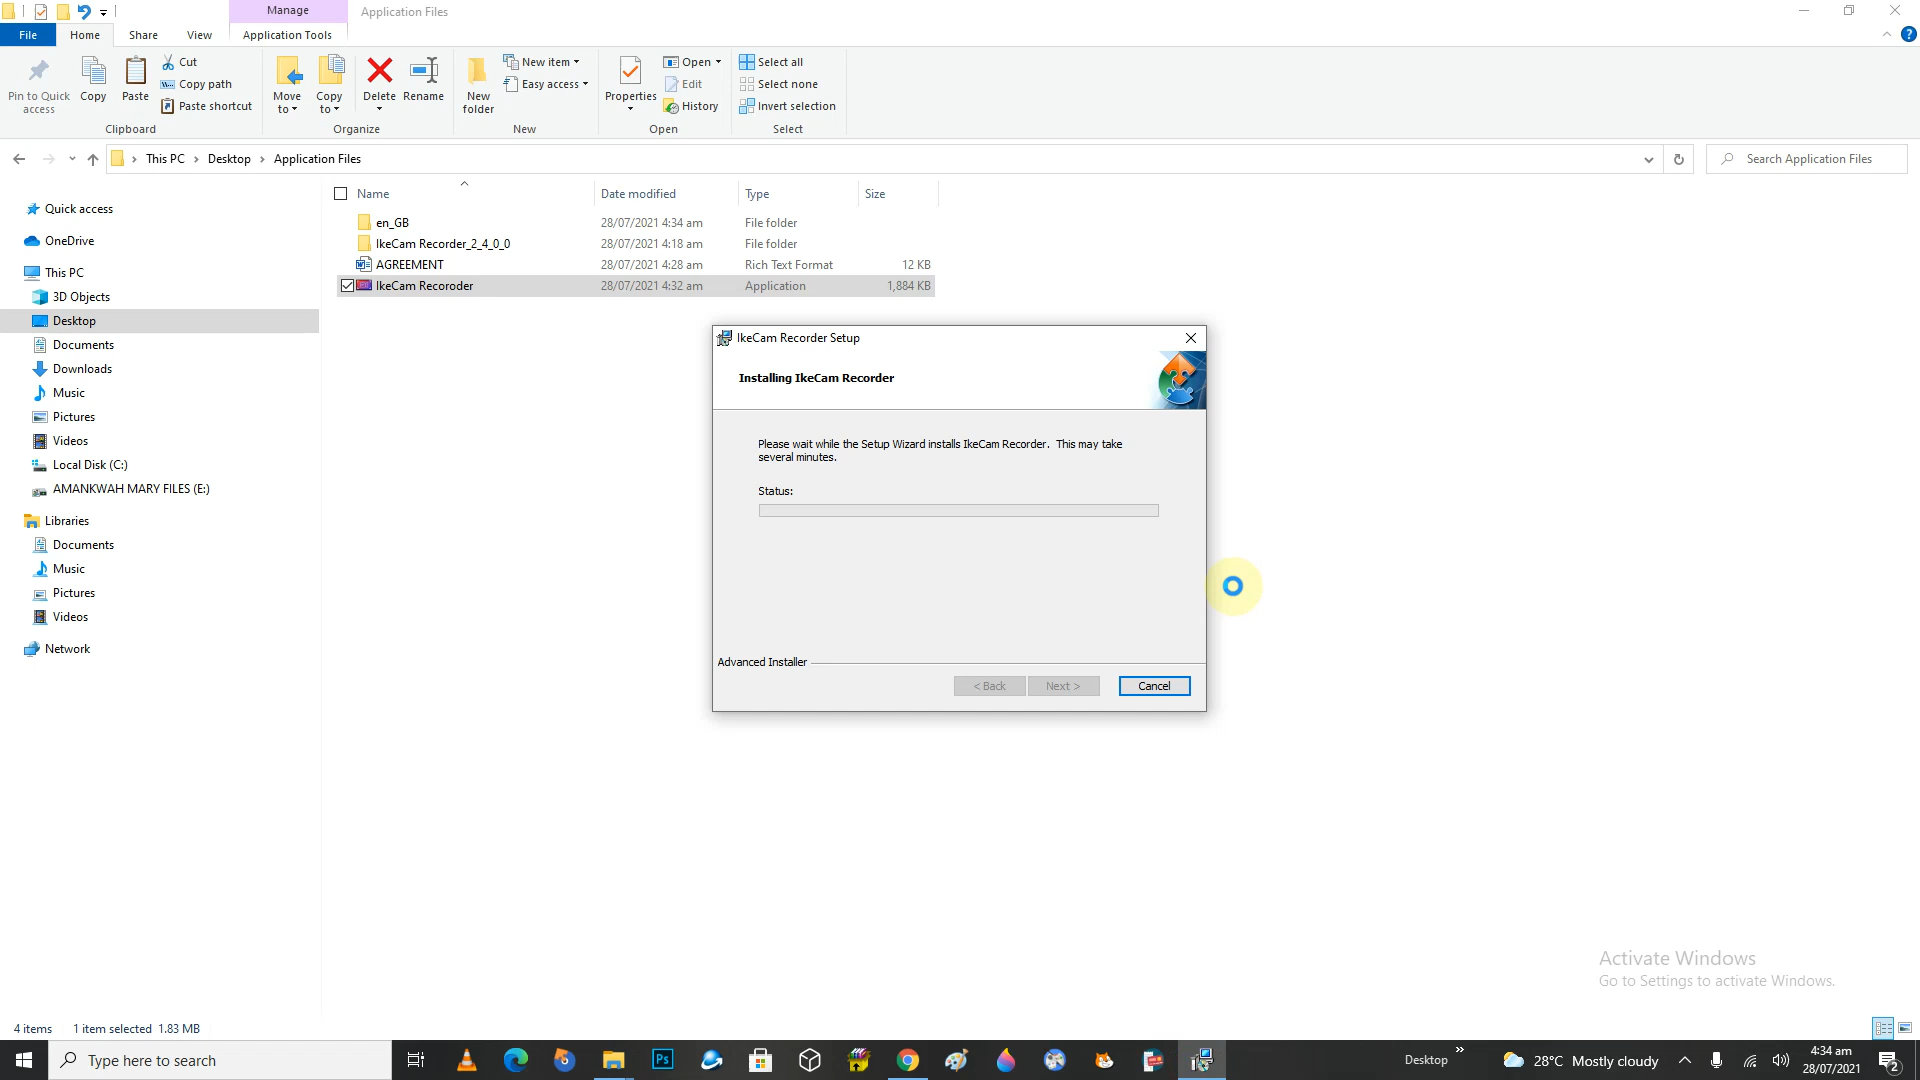 Manage
Application Files
File
Home
Share
View
Application Tools
Pin to Quick
access
Copy
Paste
Cut
Copy path
Paste shortcut
Clipboard
Move
to
Copy
to
Delete
Rename
Organize
New
folder
New item
Easy access
New
Properties
Open
Edit
History
Open
Select all
Select none
Invert selection
Select
This PC
Desktop
Application Files
Search Application Files
Name
Date modified
Type
Size
en_GB
28/07/2021 4:34 am
File folder
IkeCam Recorder_2_4_0_0
28/07/2021 4:18 am
File folder
AGREEMENT
28/07/2021 4:28 am
Rich Text Format
12 KB
IkeCam Recoroder
28/07/2021 4:32 am
Application
1,884 KB
Quick access
OneDrive
This PC
3D Objects
Desktop
Documents
Downloads
Music
Pictures
Videos
Local Disk (C:)
AMANKWAH MARY FILES (E:)
Libraries
Documents
Music
Pictures
Videos
Network
IkeCam Recorder Setup
Installing IkeCam Recorder
Please wait while the Setup Wizard installs IkeCam Recorder. This may take
several minutes.
Status:
Advanced Installer
< Back
Next >
Cancel
Activate Windows
Go to Settings to activate Windows.
4 items
1 item selected 1.83 MB
Type here to search
Ps
Desktop
28°C Mostly cloudy
4:34 am
28/07/2021
2